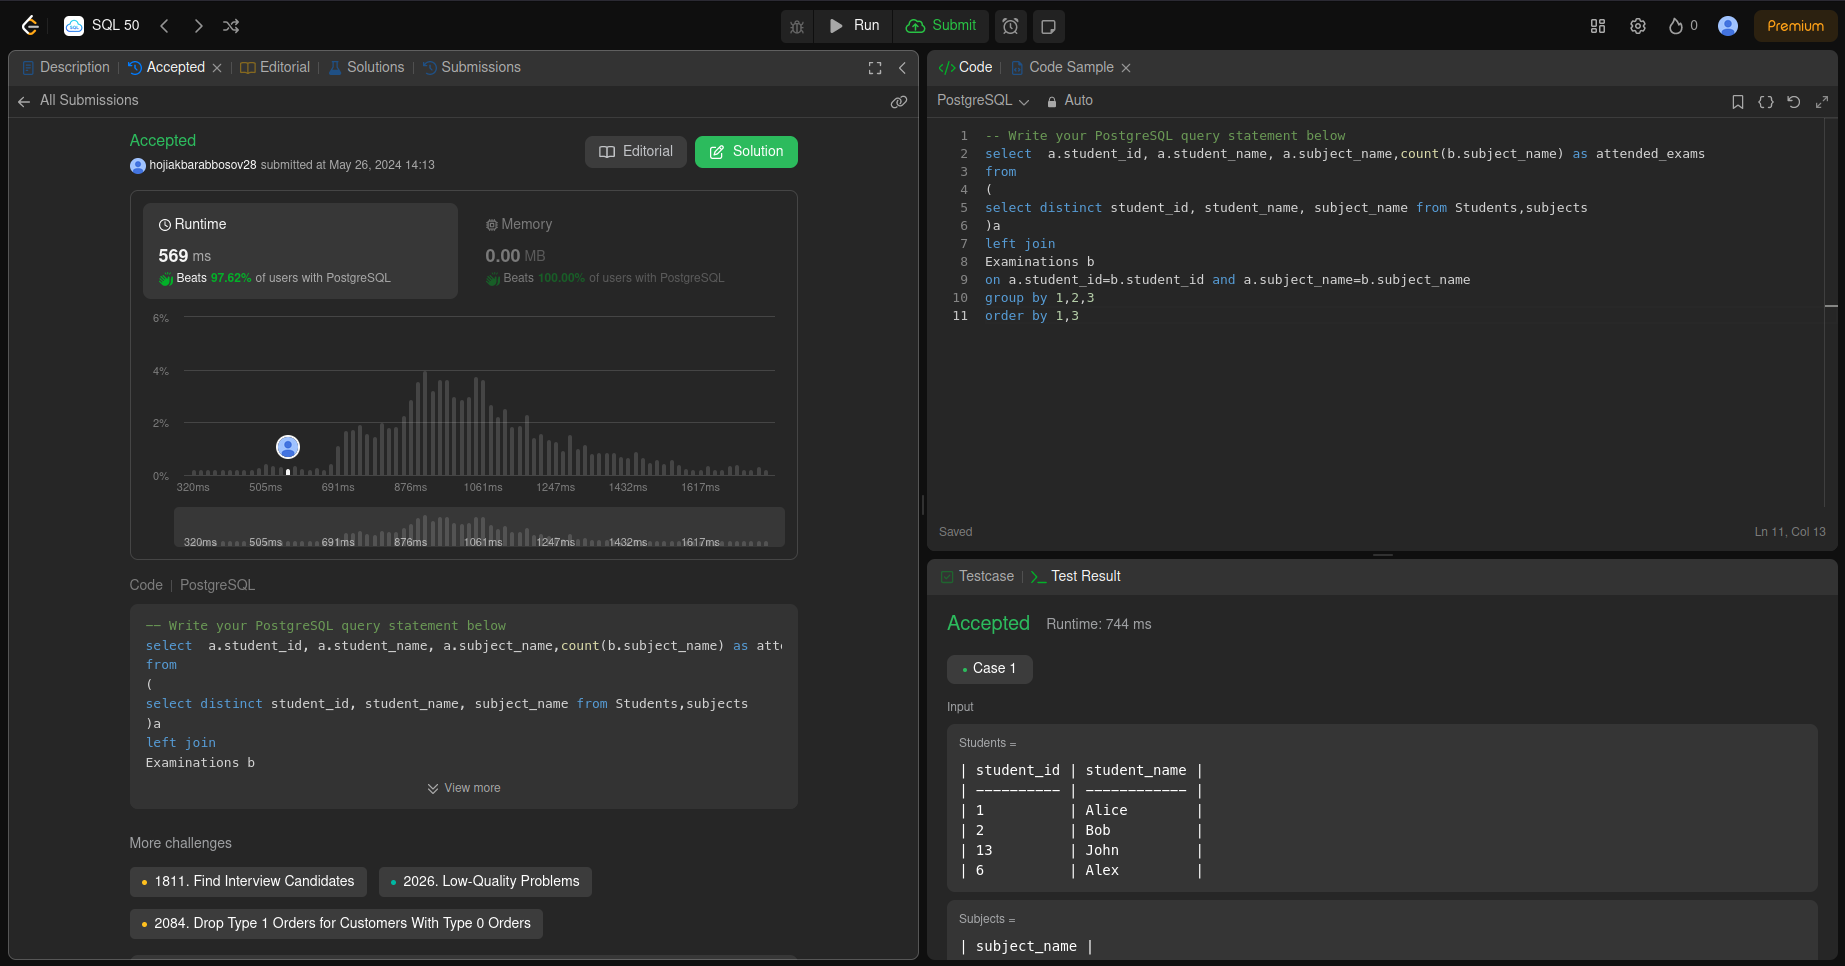 SQL 50
Run
Submit
0
Premium
Description
Accepted
Editorial
Solutions
Submissions
All Submissions
Accepted
hojiakbarabbosov28 submitted at May 26, 2024 14:13
Editorial
Solution
Runtime
569 ms
Beats 97.62% of users with PostgreSQL
Memory
0.00 MB
Beats 100.00% of users with PostgreSQL
6%
4%
2%
0%
320ms 505ms 691ms 876ms 1061ms 1247ms 1432ms 1617ms
320ms 505ms 691ms 876ms 1061ms 1247ms 1432ms 1617ms
Code | PostgreSQL
-- Write your PostgreSQL query statement below
select  a.student_id, a.student_name, a.subject_name,count(b.subject_name) as atte
from
(
select distinct student_id, student_name, subject_name from Students,subjects
)a
left join
Examinations b
View more
More challenges
1811. Find Interview Candidates
2026. Low-Quality Problems
2084. Drop Type 1 Orders for Customers With Type 0 Orders
</> Code
Code Sample
PostgreSQL
Auto
1 -- Write your PostgreSQL query statement below
2 select  a.student_id, a.student_name, a.subject_name,count(b.subject_name) as attended_exams
3 from
4 (
5 select distinct student_id, student_name, subject_name from Students,subjects
6 )a
7 left join
8 Examinations b
9 on a.student_id=b.student_id and a.subject_name=b.subject_name
10 group by 1,2,3
11 order by 1,3
Saved
Ln 11, Col 13
Testcase
>_ Test Result
Accepted
Runtime: 744 ms
Case 1
Input
Students =
| student_id | student_name |
| ---------- | ------------ |
| 1          | Alice        |
| 2          | Bob          |
| 13         | John         |
| 6          | Alex         |
Subjects =
| subject_name |